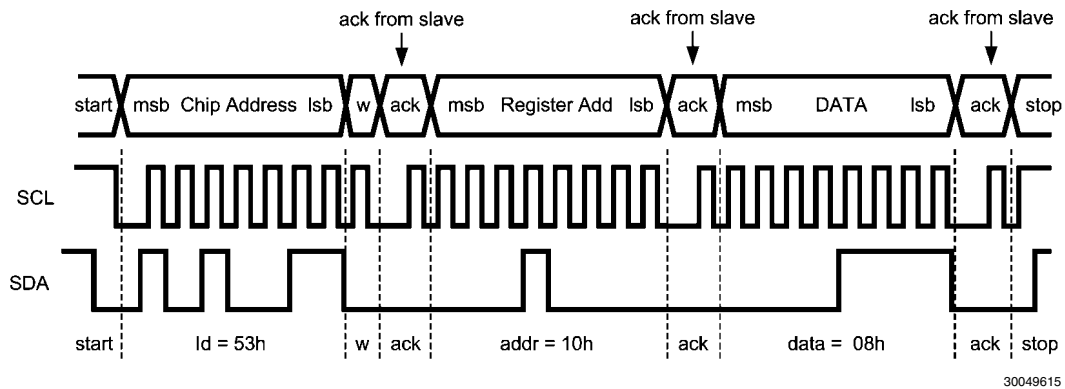 ack from slave ack from slave ack from slave
start msb Chip Address lsb w ack msb Register Add lsb ack msb DATA lsb ack stop
SCL
SDA
start Id = 53h w ack addr = 10h ack data = 08h ack stop
30049615